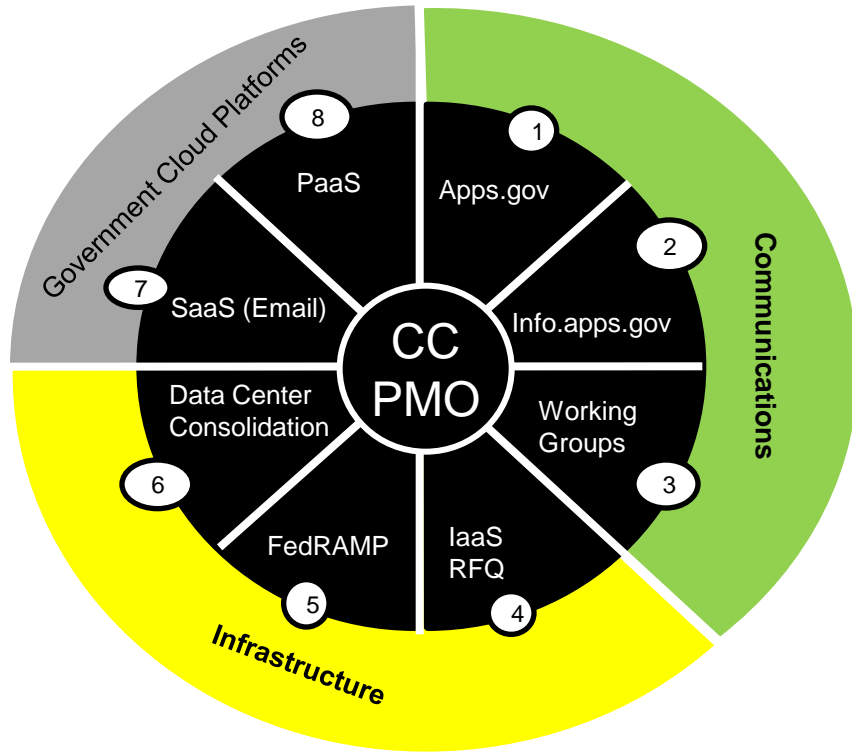 Government Cloud Platforms
Communications
Infrastructure
CC
PMO
1
Apps.gov
2
Info.apps.gov
3
Working
Groups
4
IaaS
RFQ
5
FedRAMP
6
Data Center
Consolidation
7
SaaS (Email)
8
PaaS